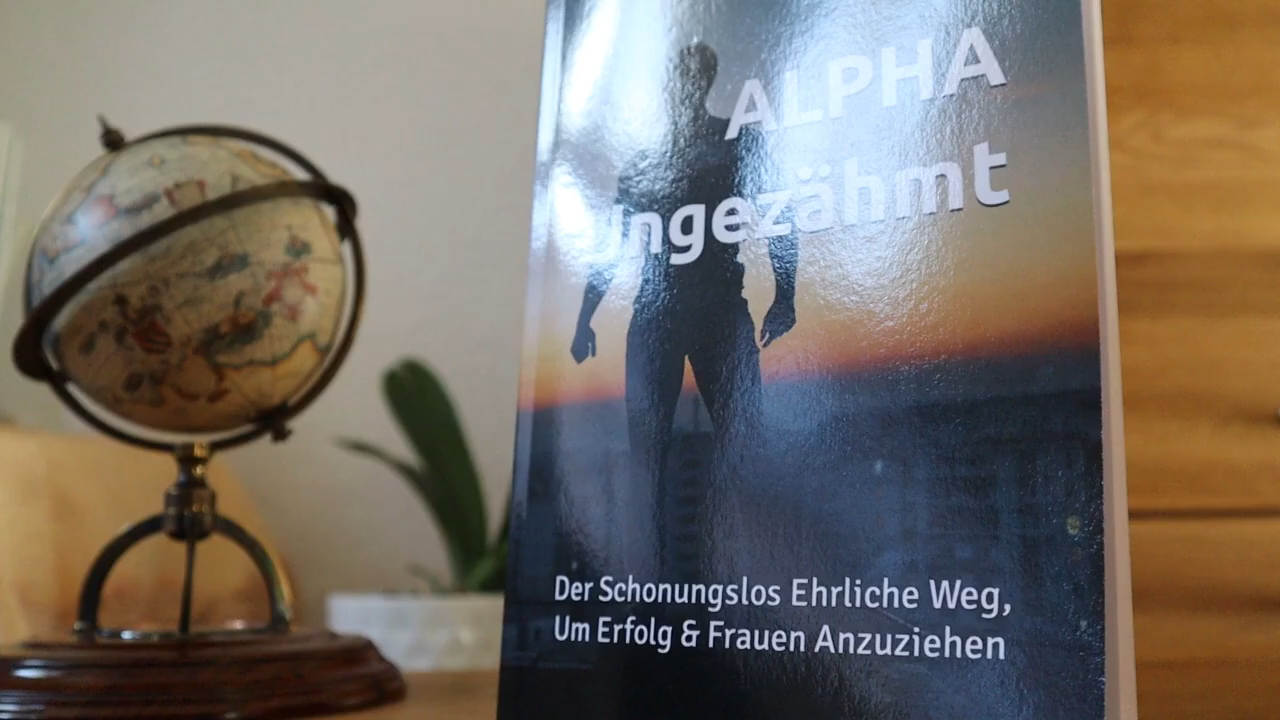 ALPHA
Ungezähmt
Der Schonungslos Ehrliche Weg,
Um Erfolg & Frauen Anzuziehen